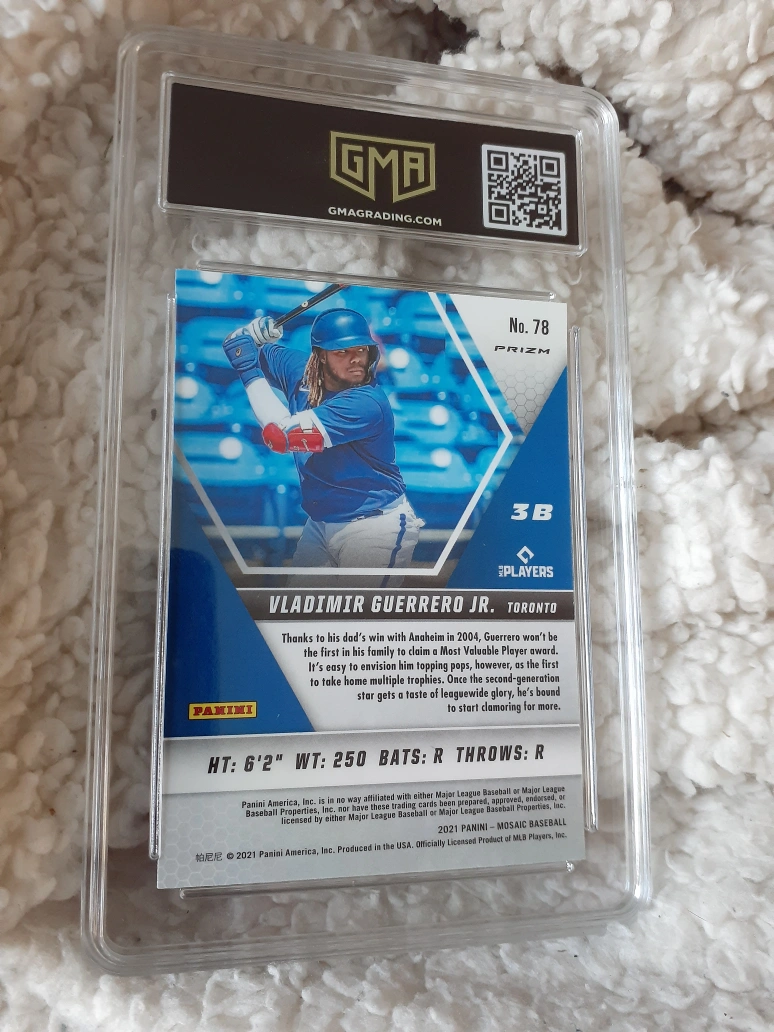 GMA
GMAGRADING.COM
No. 78
PRIZM
3B
MLB PLAYERS
VLADIMIR GUERRERO JR. TORONTO
Thanks to his dad's win with Anaheim in 2004, Guerrero won't be
the first in his family to claim a Most Valuable Player award.
It's easy to envision him topping pops, however, as the first
to take home multiple trophies. Once the second-generation
star gets a taste of leaguewide glory, he's bound
to start clamoring for more.
PANINI
HT: 6'2" WT: 250 BATS: R THROWS: R
Panini America, Inc. is in no way affiliated with either Major League Baseball or Major League
Baseball Properties, Inc. nor have these trading cards been prepared, approved, endorsed, or
licensed by either Major League Baseball or Major League Baseball Properties, Inc.
2021 PANINI – MOSAIC BASEBALL
帕尼尼 © 2021 Panini America, Inc. Produced in the USA. Officially Licensed Product of MLB Players, Inc.